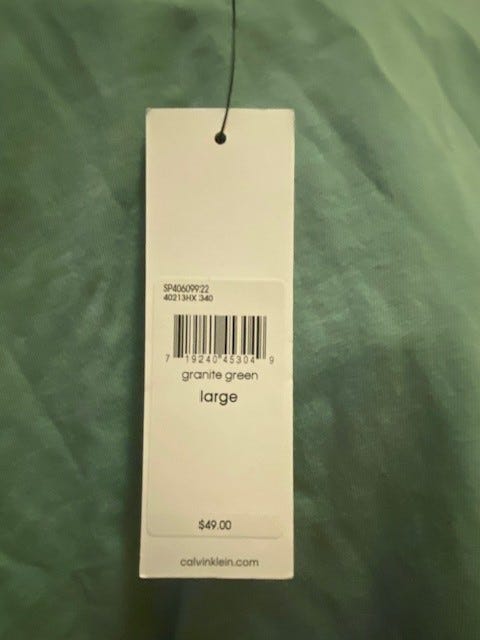 SP40609922
40213HX 340
7 19240 45304 9
granite green
large
$49.00
calvinklein.com